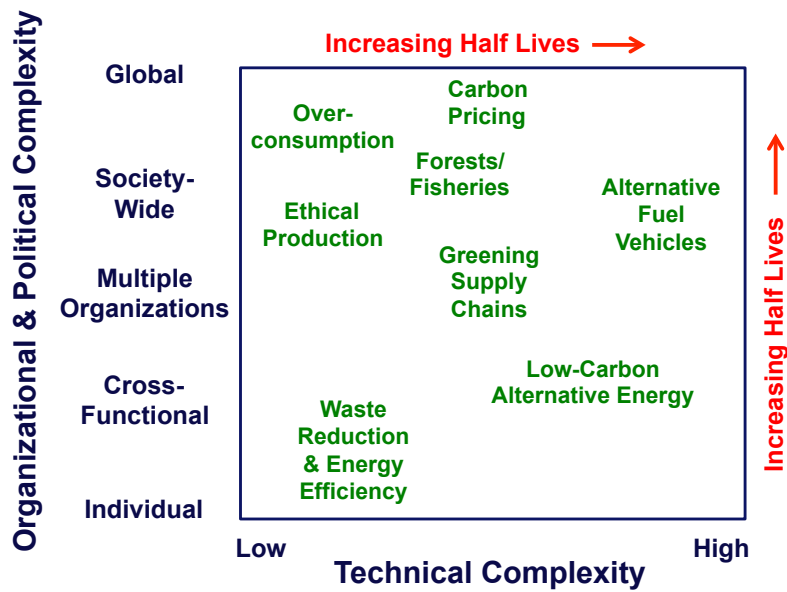 Increasing Half Lives
Organizational & Political Complexity
Global
Society-
Wide
Multiple
Organizations
Cross-
Functional
Individual
Over-
consumption
Carbon
Pricing
Forests/
Fisheries
Ethical
Production
Alternative
Fuel
Vehicles
Greening
Supply
Chains
Low-Carbon
Alternative Energy
Waste
Reduction
& Energy
Efficiency
Increasing Half Lives
Low
High
Technical Complexity